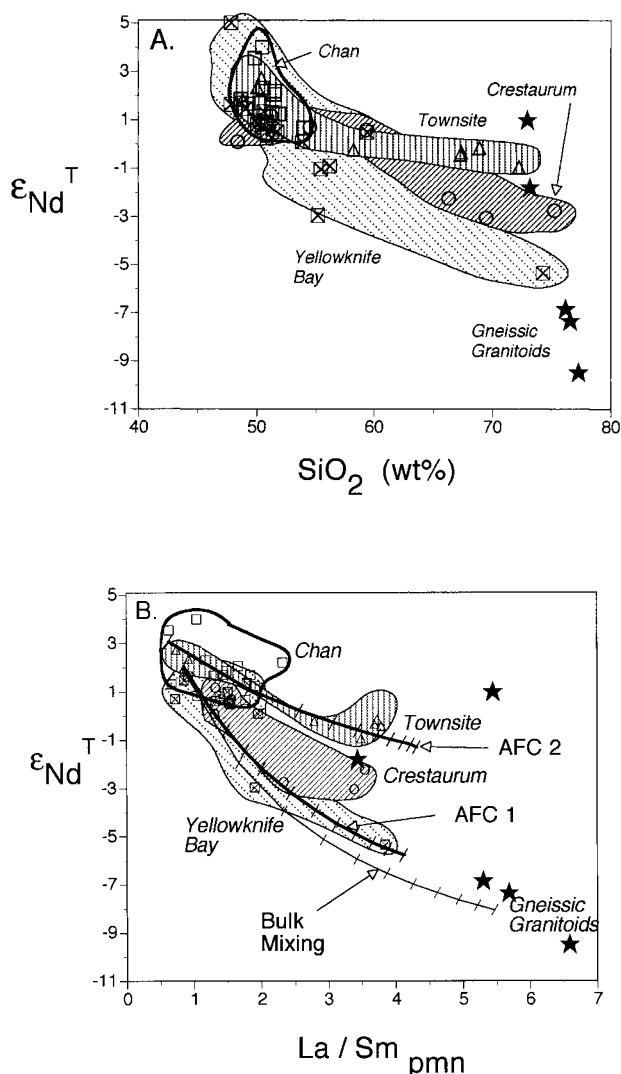 A.
5
3
1
-1
-3
-5
-7
-9
-11
εNdT
Chan
Crestaurum
Townsite
Yellowknife
Bay
Gneissic
Granitoids
40
50
60
70
80
SiO2 (wt%)
B.
5
3
1
-1
-3
-5
-7
-9
-11
εNdT
Chan
Townsite
AFC 2
Crestaurum
Yellowknife
Bay
AFC 1
Bulk
Mixing
Gneissic
Granitoids
0
1
2
3
4
5
6
7
La / Sm pmn